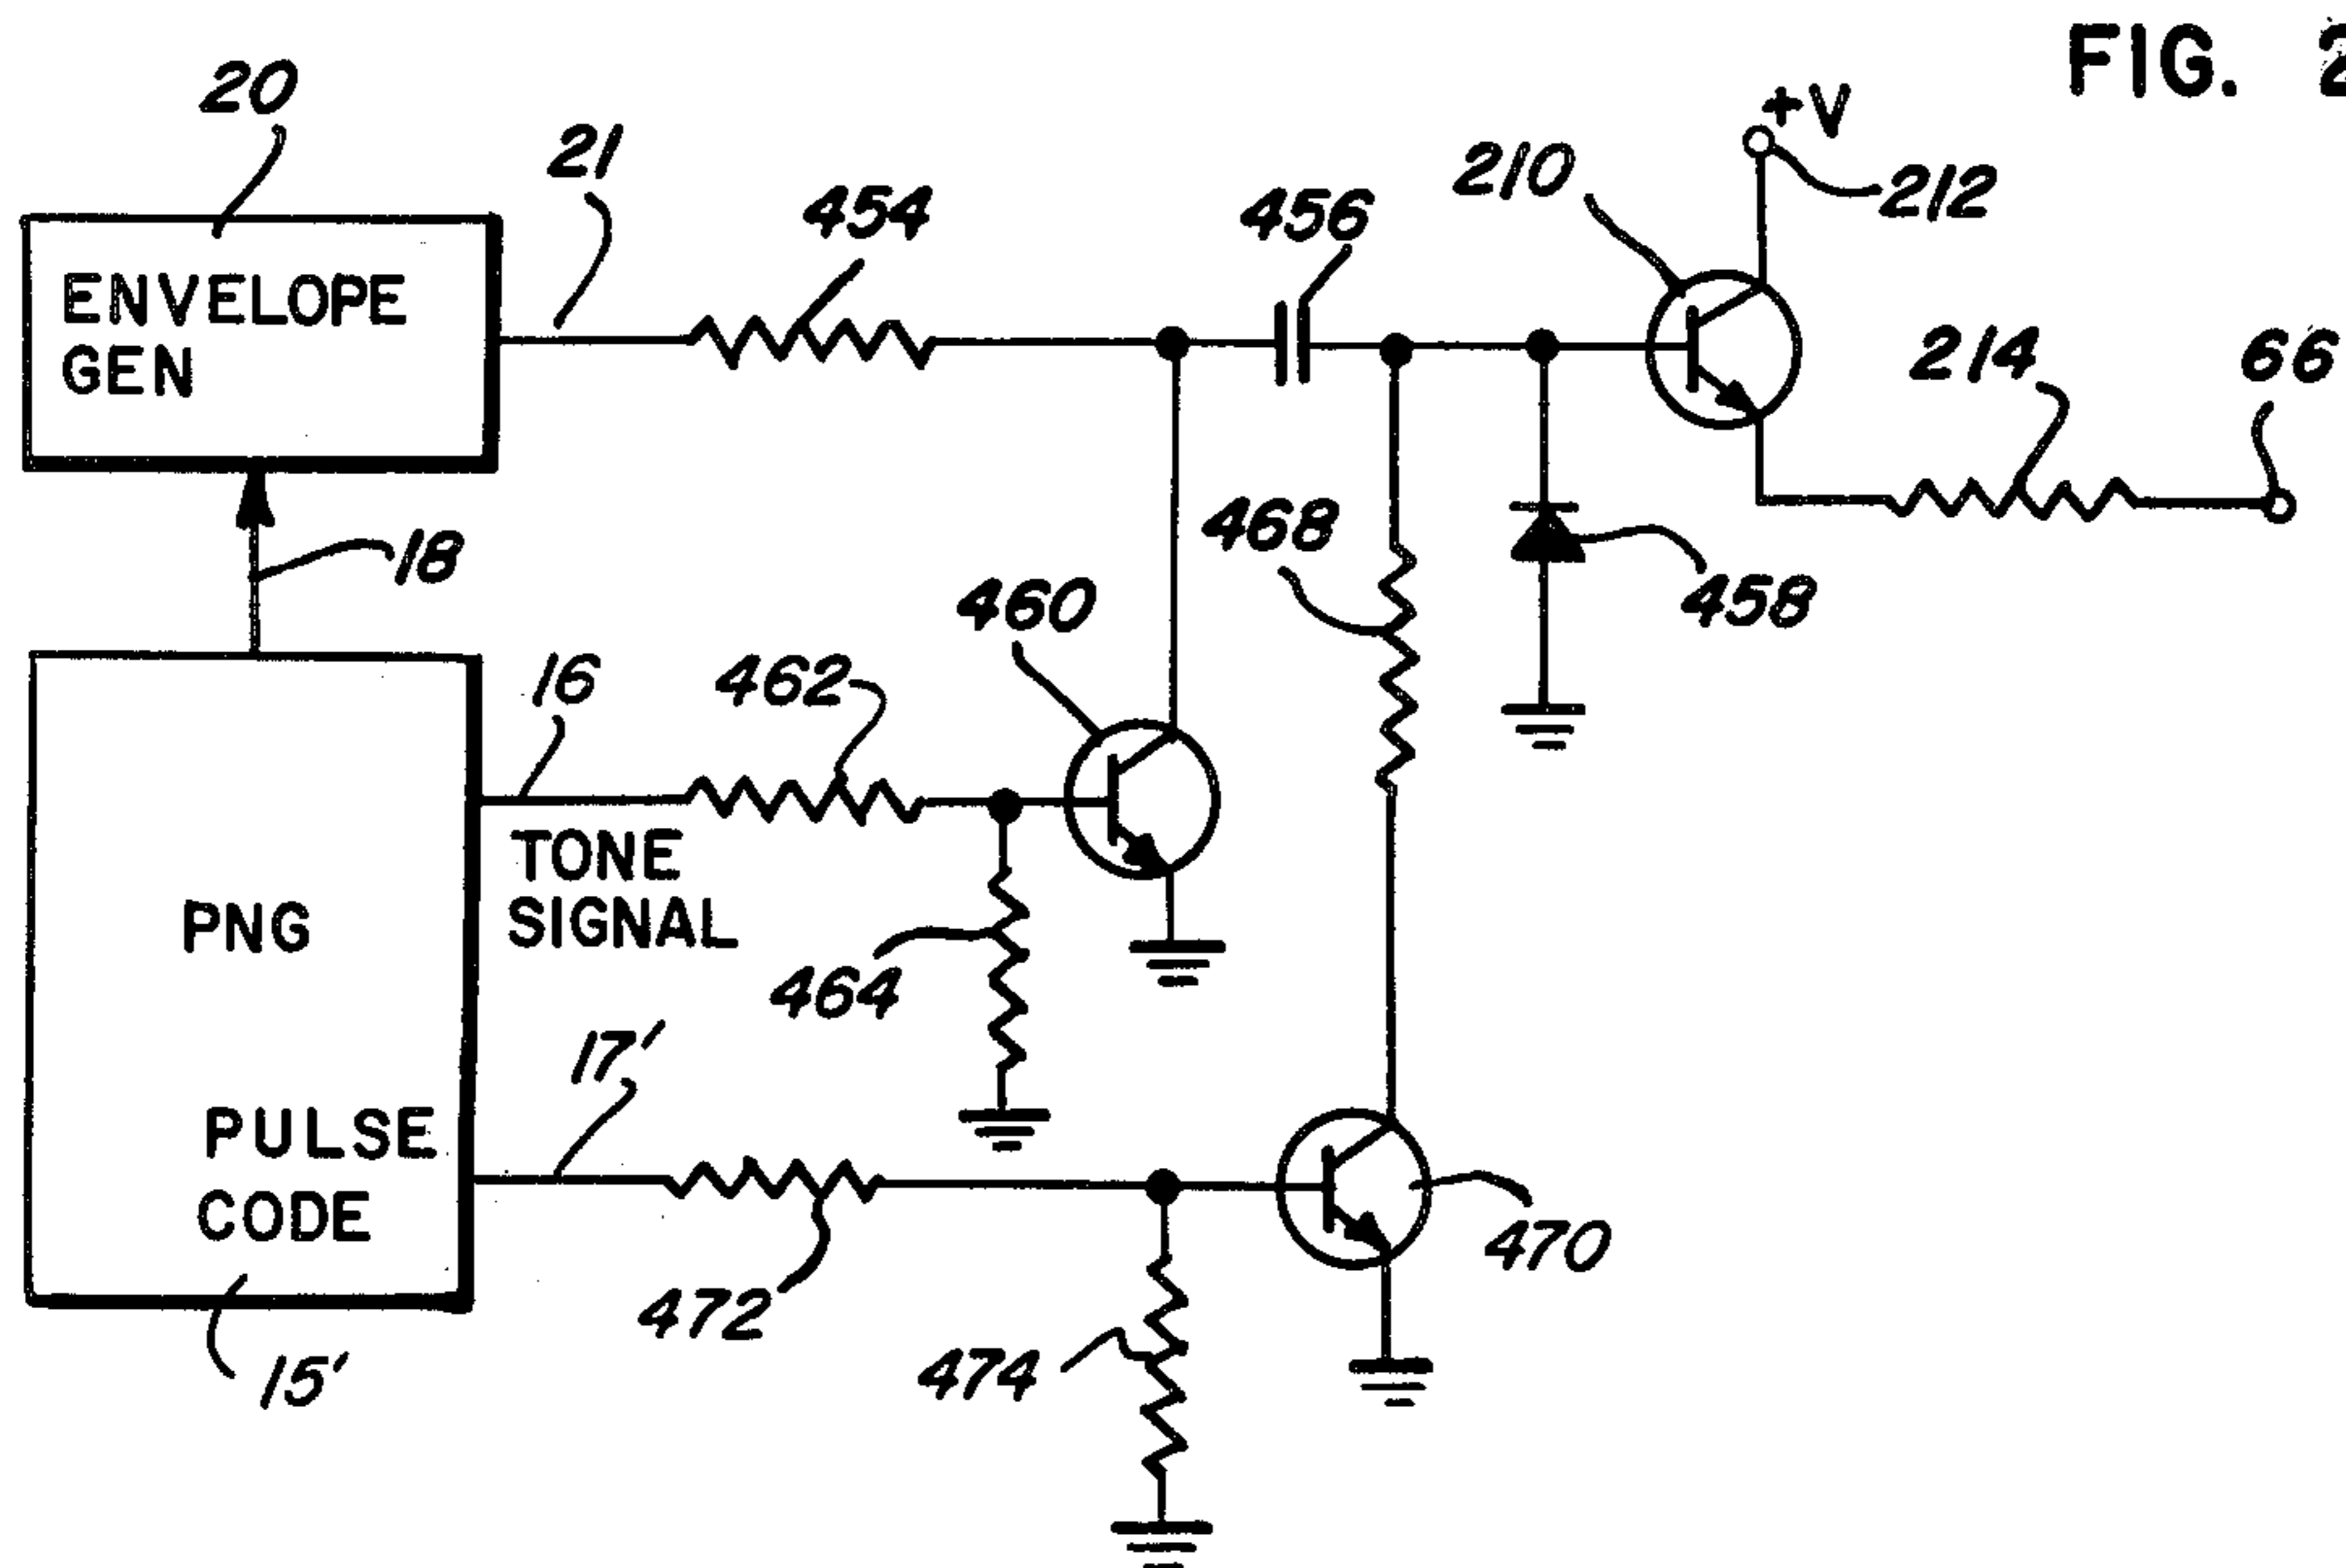 FIG. 2
20
21
454
456
210
+V
212
ENVELOPE
GEN
214
66
18
468
458
460
16
462
TONE
SIGNAL
PNG
464
17'
PULSE
CODE
472
470
474
15'